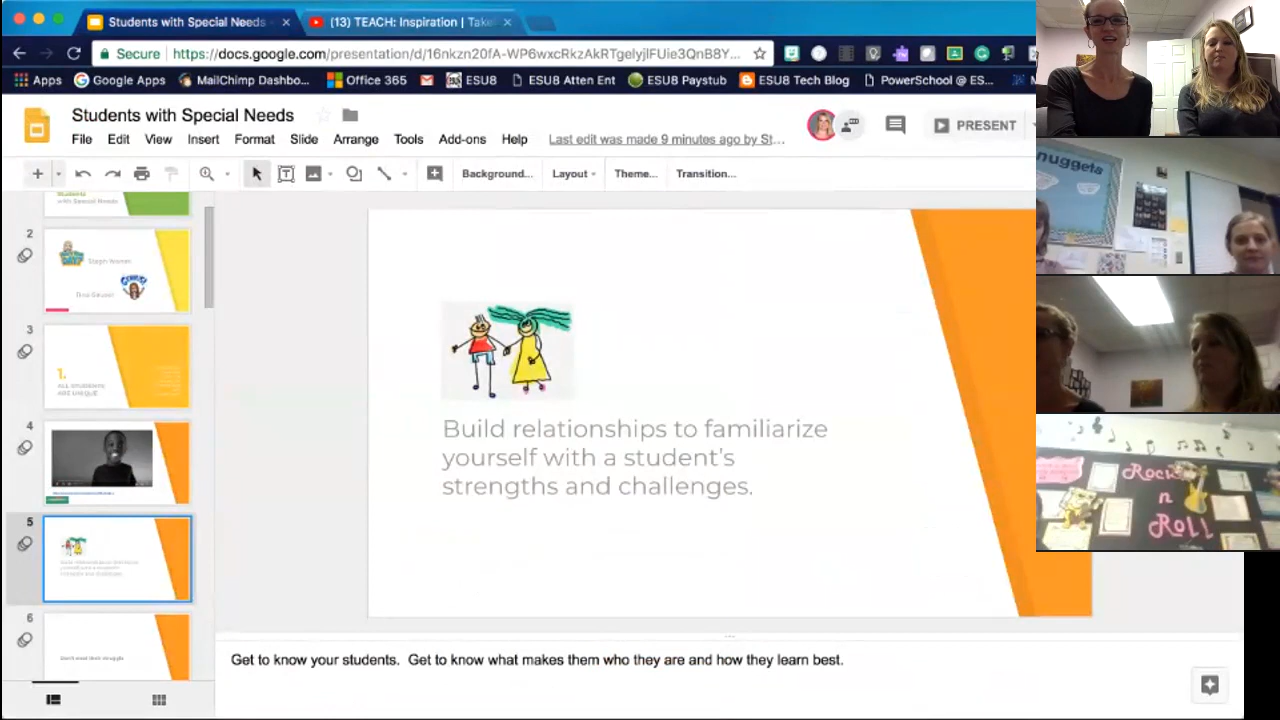 Students with Special Needs
(13) TEACH: Inspiration | Take
Secure https://docs.google.com/presentation/d/16nkzn20fA-WP6wxcRkzAkRTgelyjlFUie3QnB8Y...
Apps Google Apps MailChimp Dashbo... Office 365 ESU8 ESU8 Atten Ent ESU8 Paystub ESU8 Tech Blog PowerSchool @ ES...
Students with Special Needs
File Edit View Insert Format Slide Arrange Tools Add-ons Help Last edit was made 9 minutes ago by St...
PRESENT
Background... Layout Theme... Transition...
Students
with Special Needs
2
3
1.
ALL STUDENTS
ARE UNIQUE
4
5
6
Build relationships to familiarize
yourself with a student's
strengths and challenges.
Get to know your students. Get to know what makes them who they are and how they learn best.
nuggets
Rock
n
Roll